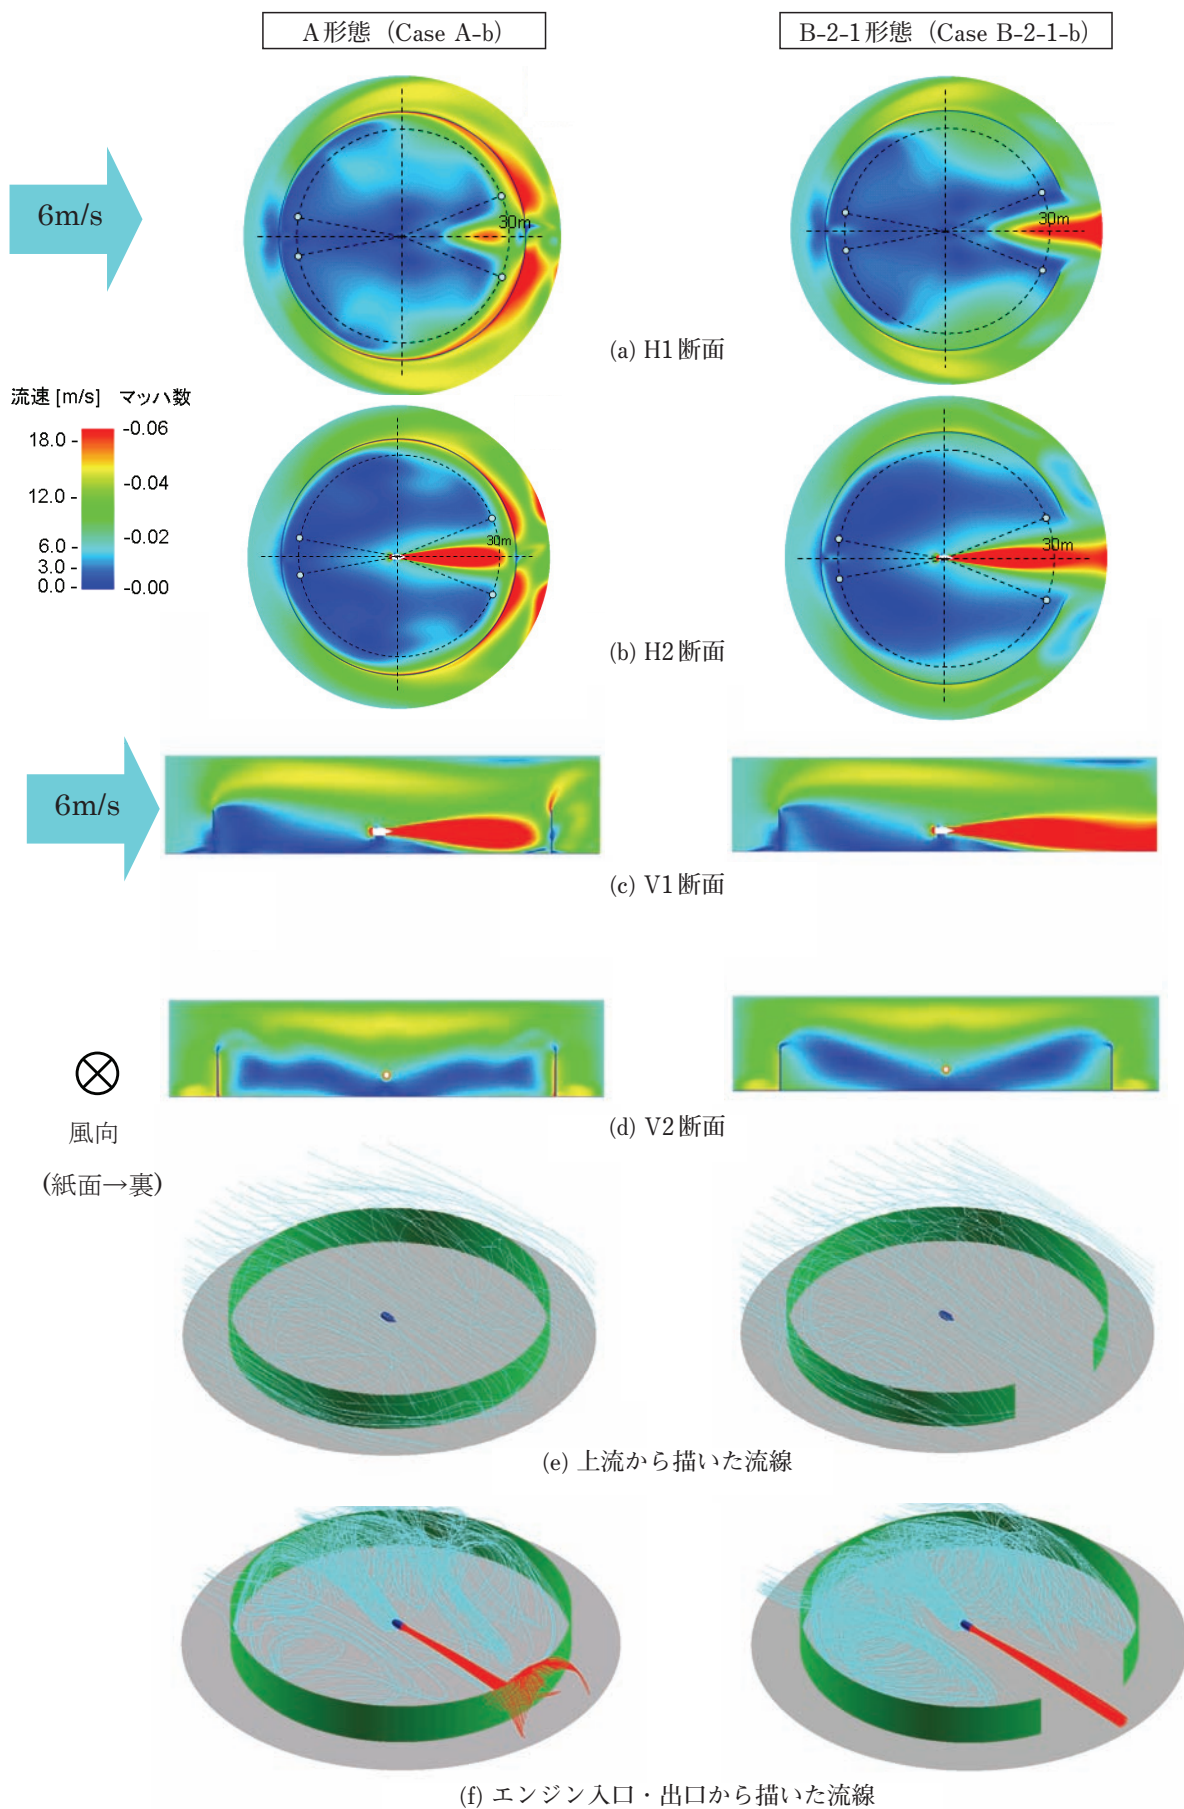 A形態（Case A-b）
B-2-1形態（Case B-2-1-b）
6m/s
30m
30m
(a) H1断面
流速 [m/s] マッハ数
18.0 -
12.0 -
6.0 -
3.0 -
0.0 -
-0.06
-0.04
-0.02
-0.00
30m
30m
(b) H2断面
6m/s
(c) V1断面
風向
(紙面→裏)
(d) V2断面
(e) 上流から描いた流線
(f) エンジン入口・出口から描いた流線